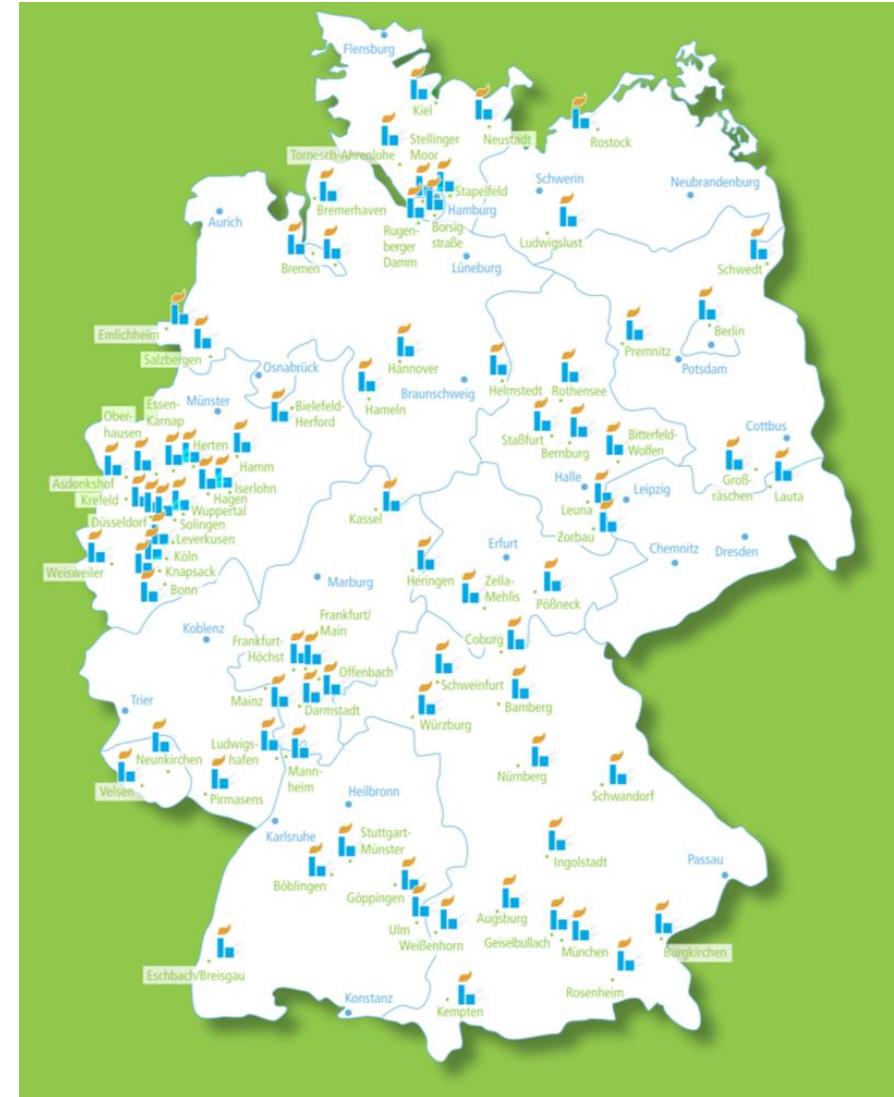 Flensburg
Kiel
Neustadt
Rostock
Tornesch-Ahrenlohe
Stellinger
Moor
Stapelfeld
Schwerin
Neubrandenburg
Bremerhaven
Hamburg
Aurich
Rugen-
berger
Damm
Borsig-
straße
Ludwigslust
Bremen
Lüneburg
Schwedt
Emlichheim
Berlin
Salzbergen
Premnitz
Potsdam
Hannover
Osnabrück
Helmstedt
Rothensee
Braunschweig
Münster
Bielefeld-
Herford
Hameln
Essen-
Karnap
Ober-
hausen
Staßfurt
Bernburg
Bitterfeld-
Wolfen
Cottbus
Herten
Hamm
Asdonkshof
Iserlohn
Hagen
Krefeld
Wuppertal
Halle
Leipzig
Groß-
räschen
Lauta
Leuna
Kassel
Düsseldorf
Solingen
Leverkusen
Zorbau
Erfurt
Chemnitz
Dresden
Köln
Weisweiler
Knapsack
Bonn
Marburg
Heringen
Zella-
Mehlis
Pößneck
Koblenz
Frankfurt/
Main
Frankfurt-
Höchst
Coburg
Offenbach
Schweinfurt
Mainz
Darmstadt
Bamberg
Trier
Würzburg
Neunkirchen
Ludwigs-
hafen
Mann-
heim
Nürnberg
Velsen
Pirmasens
Schwandorf
Heilbronn
Karlsruhe
Stuttgart-
Münster
Ingolstadt
Passau
Böblingen
Göppingen
Augsburg
Ulm
Weißenhorn
Geiselbullach
München
Burgkirchen
Eschbach/Breisgau
Rosenheim
Konstanz
Kempten